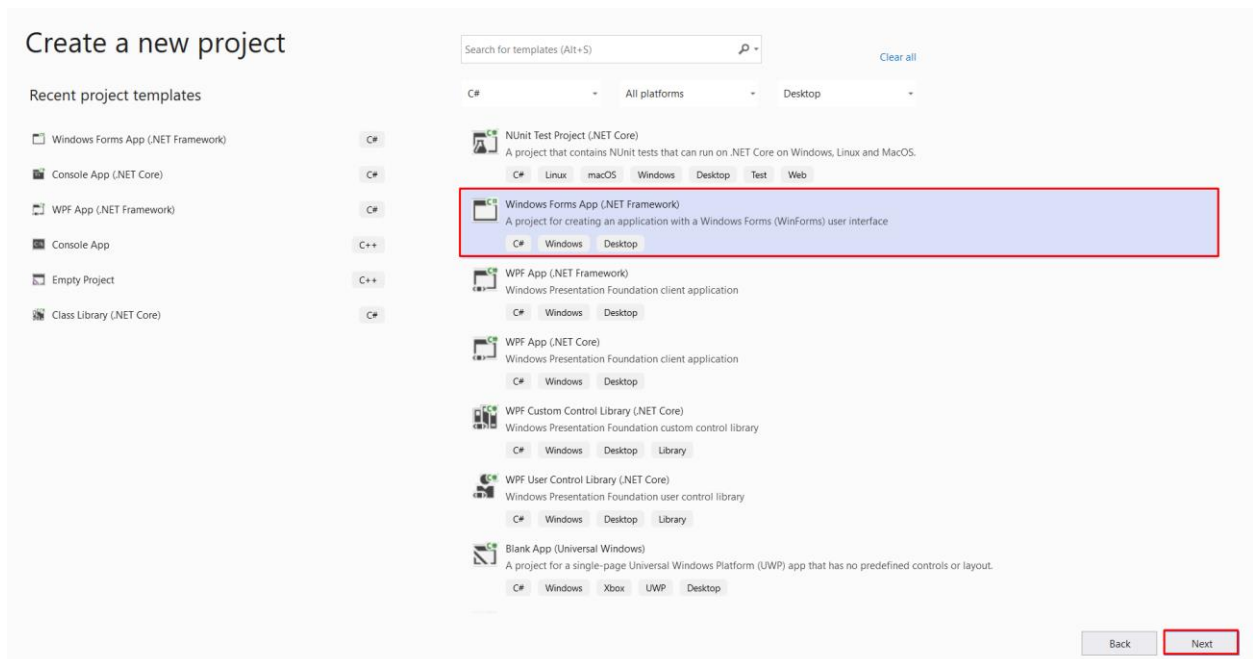 Create a new project
Recent project templates
Windows Forms App (.NET Framework) C#
Console App (.NET Core) C#
WPF App (.NET Framework) C#
Console App C++
Empty Project C++
Class Library (.NET Core) C#
Search for templates (Alt+S)
Clear all
C# All platforms Desktop
NUnit Test Project (.NET Core)
A project that contains NUnit tests that can run on .NET Core on Windows, Linux and MacOS.
C# Linux macOS Windows Desktop Test Web
Windows Forms App (.NET Framework)
A project for creating an application with a Windows Forms (WinForms) user interface
C# Windows Desktop
WPF App (.NET Framework)
Windows Presentation Foundation client application
C# Windows Desktop
WPF App (.NET Core)
Windows Presentation Foundation client application
C# Windows Desktop
WPF Custom Control Library (.NET Core)
Windows Presentation Foundation custom control library
C# Windows Desktop Library
WPF User Control Library (.NET Core)
Windows Presentation Foundation user control library
C# Windows Desktop Library
Blank App (Universal Windows)
A project for a single-page Universal Windows Platform (UWP) app that has no predefined controls or layout.
C# Windows Xbox UWP Desktop
Back Next